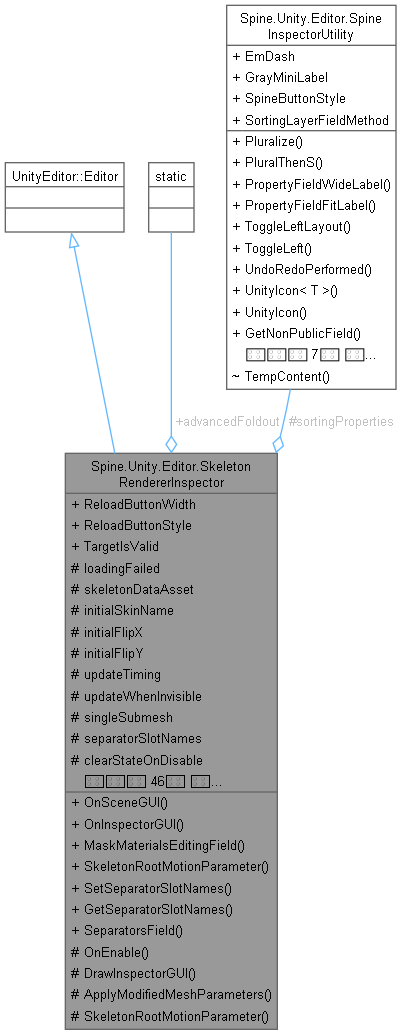 Spine.Unity.Editor.Spine
InspectorUtility
+ EmDash
+ GrayMiniLabel
+ SpineButtonStyle
+ SortingLayerFieldMethod
+ Pluralize()
+ PluralThenS()
+ PropertyFieldWideLabel()
+ PropertyFieldFitLabel()
+ ToggleLeftLayout()
+ ToggleLeft()
+ UndoRedoPerformed()
+ UnityIcon< T >()
+ UnityIcon()
+ GetNonPublicField()
7 ...
~ TempContent()
UnityEditor::Editor
static
+advancedFoldout
#sortingProperties
Spine.Unity.Editor.Skeleton
RendererInspector
+ ReloadButtonWidth
+ ReloadButtonStyle
+ TargetIsValid
# loadingFailed
# skeletonDataAsset
# initialSkinName
# initialFlipX
# initialFlipY
# updateTiming
# updateWhenInvisible
# singleSubmesh
# separatorSlotNames
# clearStateOnDisable
46 ...
+ OnSceneGUI()
+ OnInspectorGUI()
+ MaskMaterialsEditingField()
+ SkeletonRootMotionParameter()
+ SetSeparatorSlotNames()
+ GetSeparatorSlotNames()
+ SeparatorsField()
# OnEnable()
# DrawInspectorGUI()
# ApplyModifiedMeshParameters()
# SkeletonRootMotionParameter()